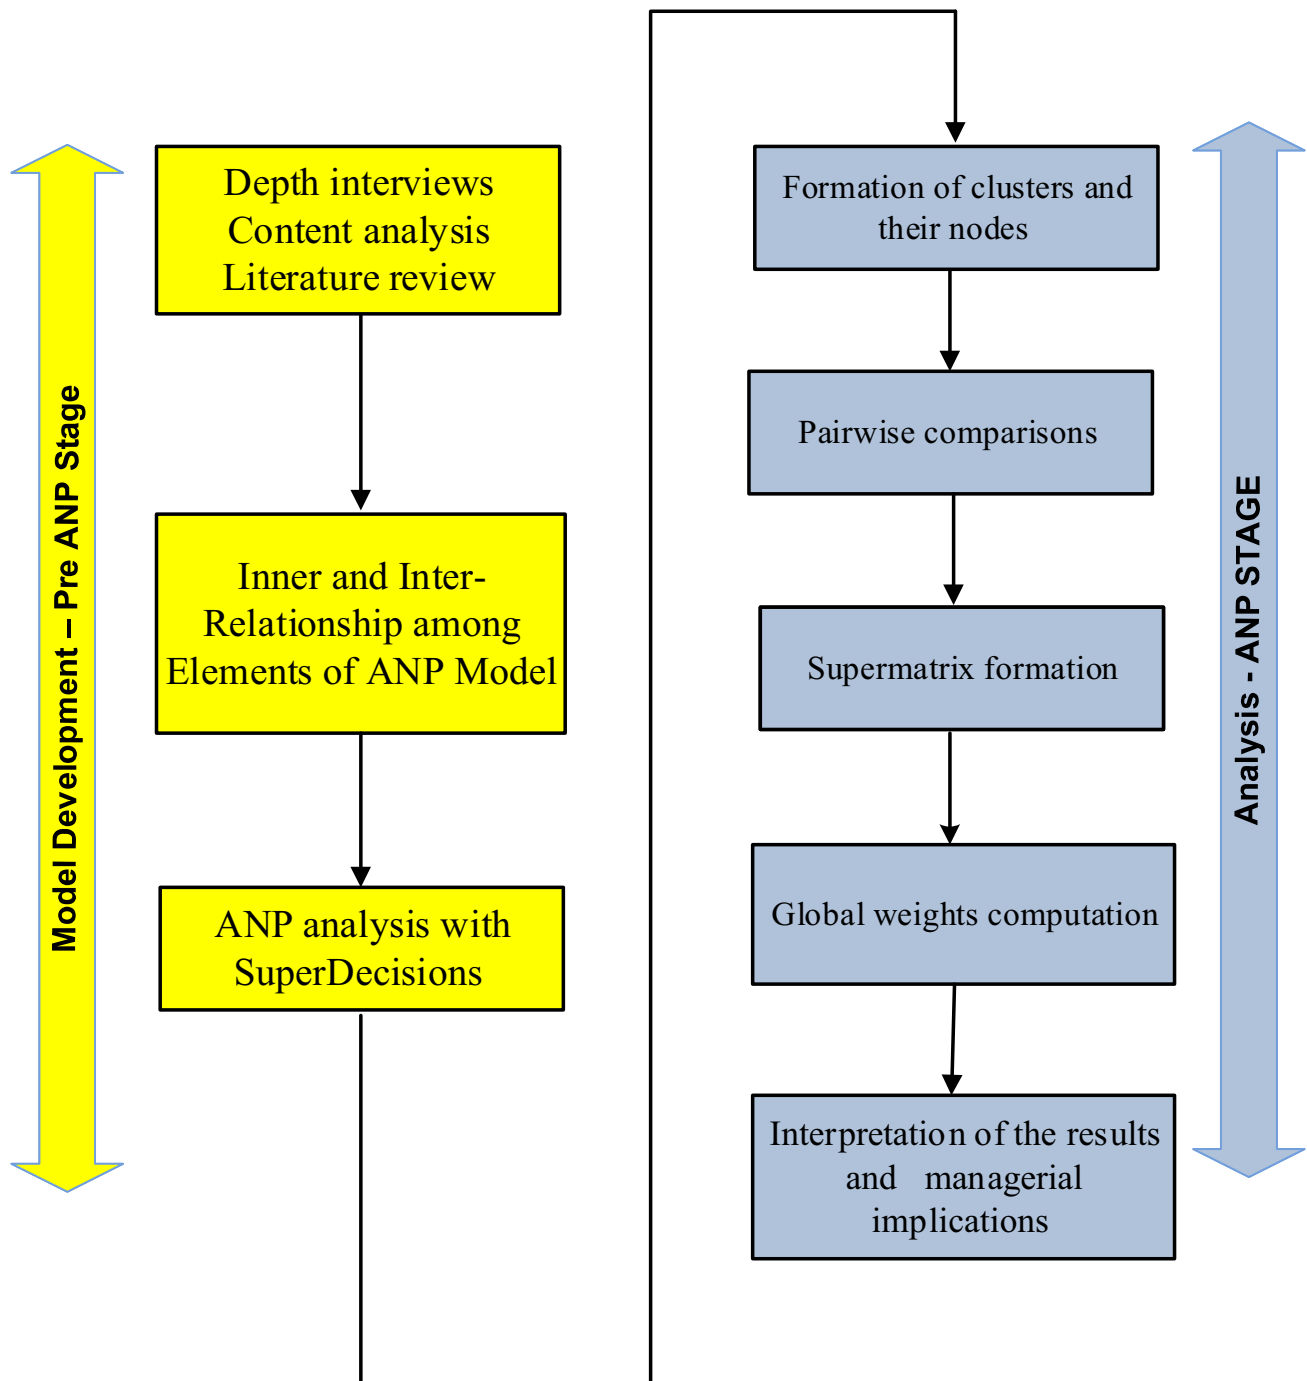 Model Development – Pre ANP Stage
Depth interviews
Content analysis
Literature review
Inner and Inter-
Relationship among
Elements of ANP Model
ANP analysis with
SuperDecisions
Formation of clusters and
their nodes
Pairwise comparisons
Supermatrix formation
Global weights computation
Interpretation of the results
and managerial
implications
Analysis - ANP STAGE